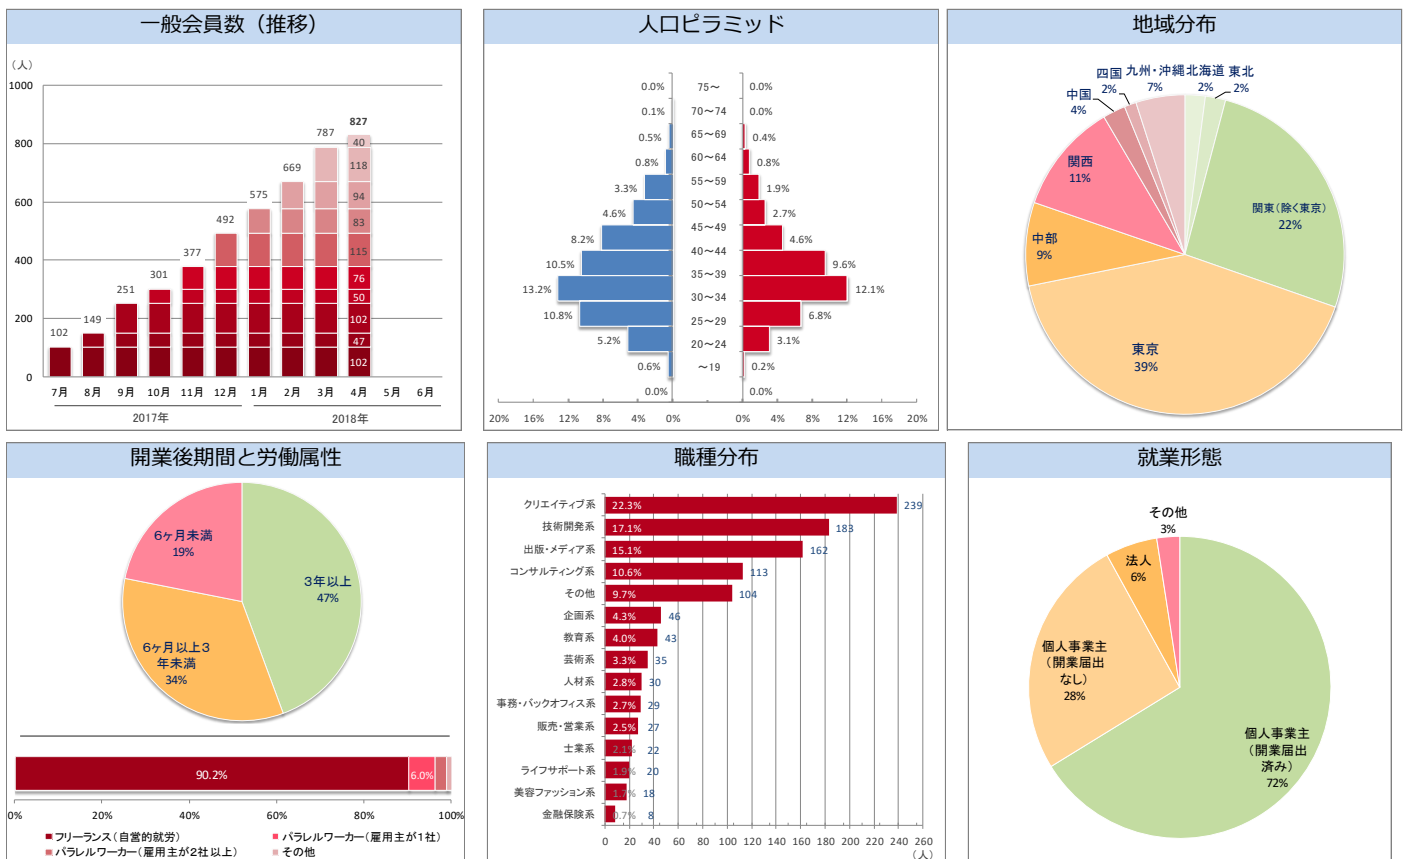 一般会員数（推移）
（人）
1000
800
600
400
200
0
102
149
251
301
377
492
575
669
787
827
40
118
94
83
115
76
50
102
47
102
7月 8月 9月 10月 11月 12月 1月 2月 3月 4月 5月 6月
2017年 2018年
人口ピラミッド
0.0% 75～ 0.0%
0.1% 70～74 0.0%
0.5% 65～69 0.4%
0.8% 60～64 0.8%
3.3% 55～59 1.9%
4.6% 50～54 2.7%
8.2% 45～49 4.6%
10.5% 40～44 9.6%
13.2% 35～39 12.1%
10.8% 30～34 6.8%
5.2% 25～29 3.1%
0.6% 20～24 0.2%
0.0% ～19 0.0%
20% 16% 12% 8% 4% 0% 0% 4% 8% 12% 16% 20%
地域分布
北海道
2%
東北
2%
関東（除く東京）
22%
東京
39%
中部
9%
関西
11%
中国
4%
四国
2%
九州・沖縄
7%
開業後期間と労働属性
3年以上
47%
6ヶ月以上3
年未満
34%
6ヶ月未満
19%
90.2% 6.0%
0% 20% 40% 60% 80% 100%
フリーランス（自営的就労） パラレルワーカー（雇用主が1社）
パラレルワーカー（雇用主が2社以上） その他
職種分布
クリエイティブ系 22.3% 239
技術開発系 17.1% 183
出版・メディア系 15.1% 162
コンサルティング系 10.6% 113
その他 9.7% 104
企画系 4.3% 46
教育系 4.0% 43
芸術系 3.3% 35
人材系 2.8% 30
事務・バックオフィス系 2.7% 29
販売・営業系 2.5% 27
士業系 2.1% 22
ライフサポート系 1.9% 20
美容ファッション系 1.7% 18
金融保険系 0.7% 8
0 20 40 60 80 100 120 140 160 180 200 220 240 260
（人）
就業形態
その他
3%
法人
6%
個人事業主
（開業届出
なし）
28%
個人事業主
（開業届出
済み）
72%